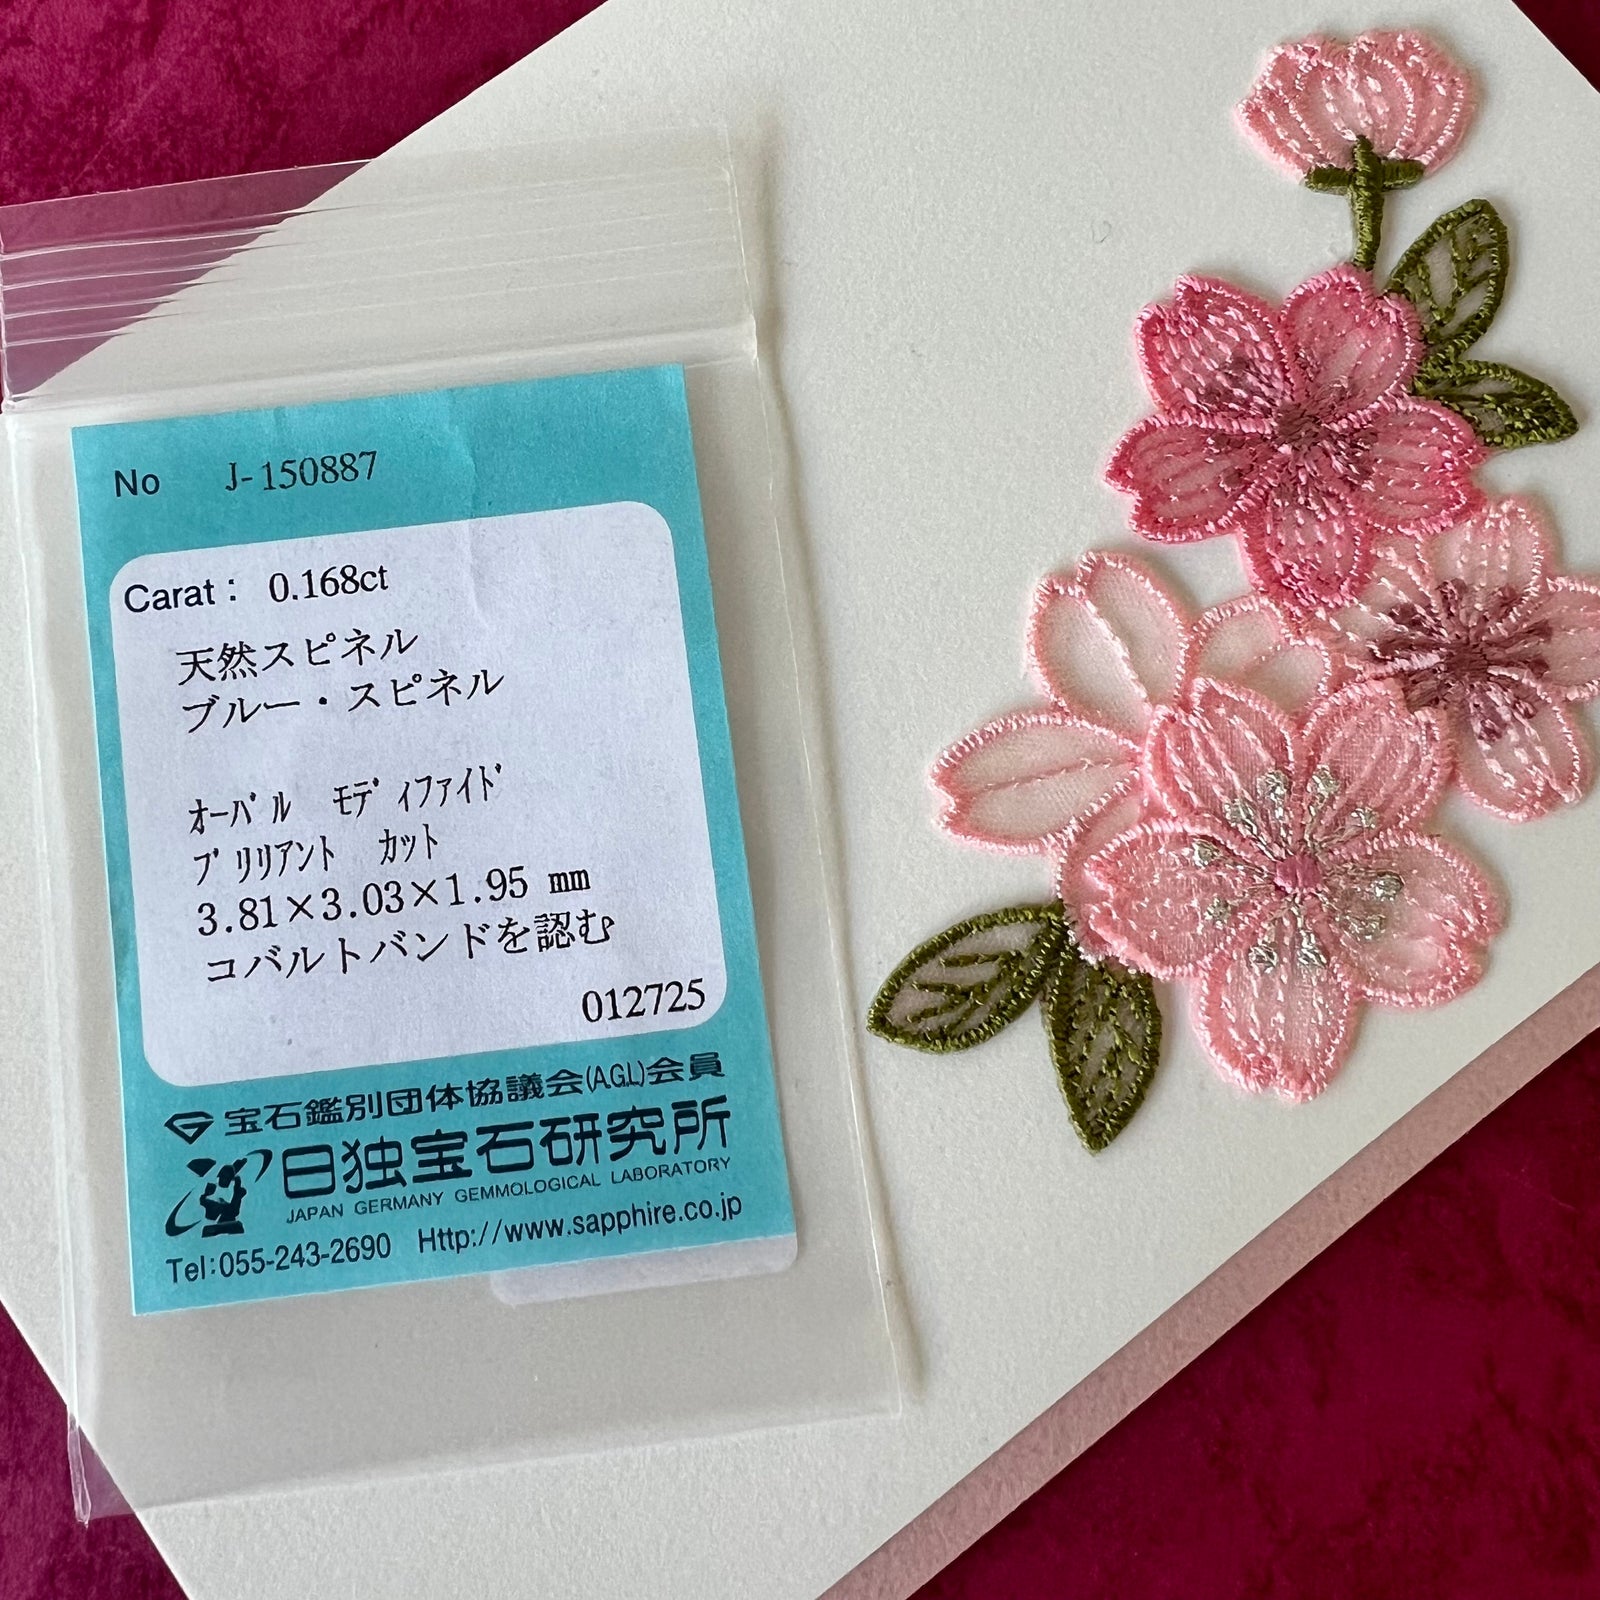 No J-150887
Carat: 0.168ct
天然スピネル
ブルー・スピネル
ｵｰﾊﾞﾙ ﾓﾃﾞｨﾌｧｲﾄﾞ
ﾌﾞﾘﾘｱﾝﾄ ｶｯﾄ
3.81×3.03×1.95 mm
コバルトバンドを認む
012725
宝石鑑別団体協議会(A.G.L)会員
日独宝石研究所
JAPAN GERMANY GEMMOLOGICAL LABORATORY
Tel:055-243-2690 Http://www.sapphire.co.jp